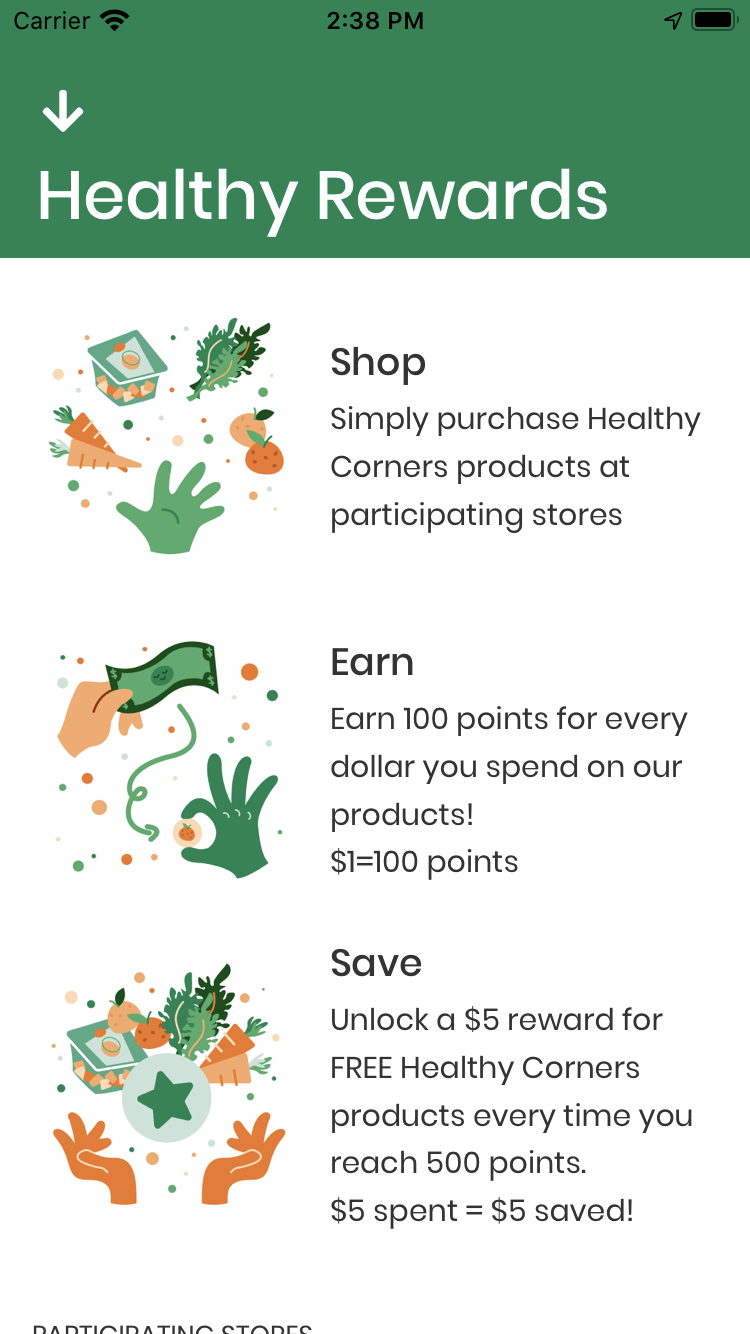 Carrier
2:38 PM
Healthy Rewards
Shop
Simply purchase Healthy
Corners products at
participating stores
Earn
Earn 100 points for every
dollar you spend on our
products!
$1=100 points
Save
Unlock a $5 reward for
FREE Healthy Corners
products every time you
reach 500 points.
$5 spent = $5 saved!
PARTICIPATING STORES